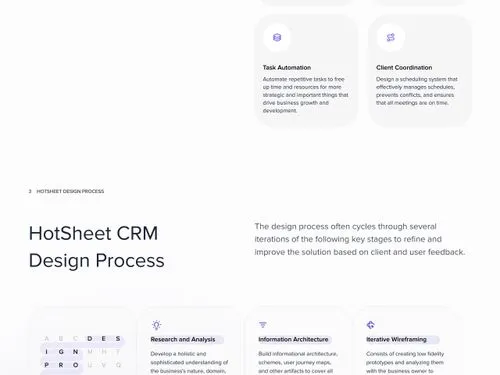 Task Automation
Automate repetitive tasks to free
up time and resources for more
strategic and important things that
drive business growth and
development.
Client Coordination
Design a scheduling system that
effectively manages schedules,
prevents conflicts, and ensures
that all meetings are on time.
3 HOTSHEET DESIGN PROCESS
HotSheet CRM
Design Process
The design process often cycles through several
iterations of the following key stages to refine and
improve the solution based on client and user feedback.
A B C D E S
I G N M H T
P R O U V Q
Research and Analysis
Develop a holistic and
sophisticated understanding of
the business's nature, domain,
Information Architecture
Build informational architecture,
schemes, user journey maps,
and other artifacts to cover all
Iterative Wireframing
Consists of creating low fidelity
prototypes and analyzing them
with the business owner to